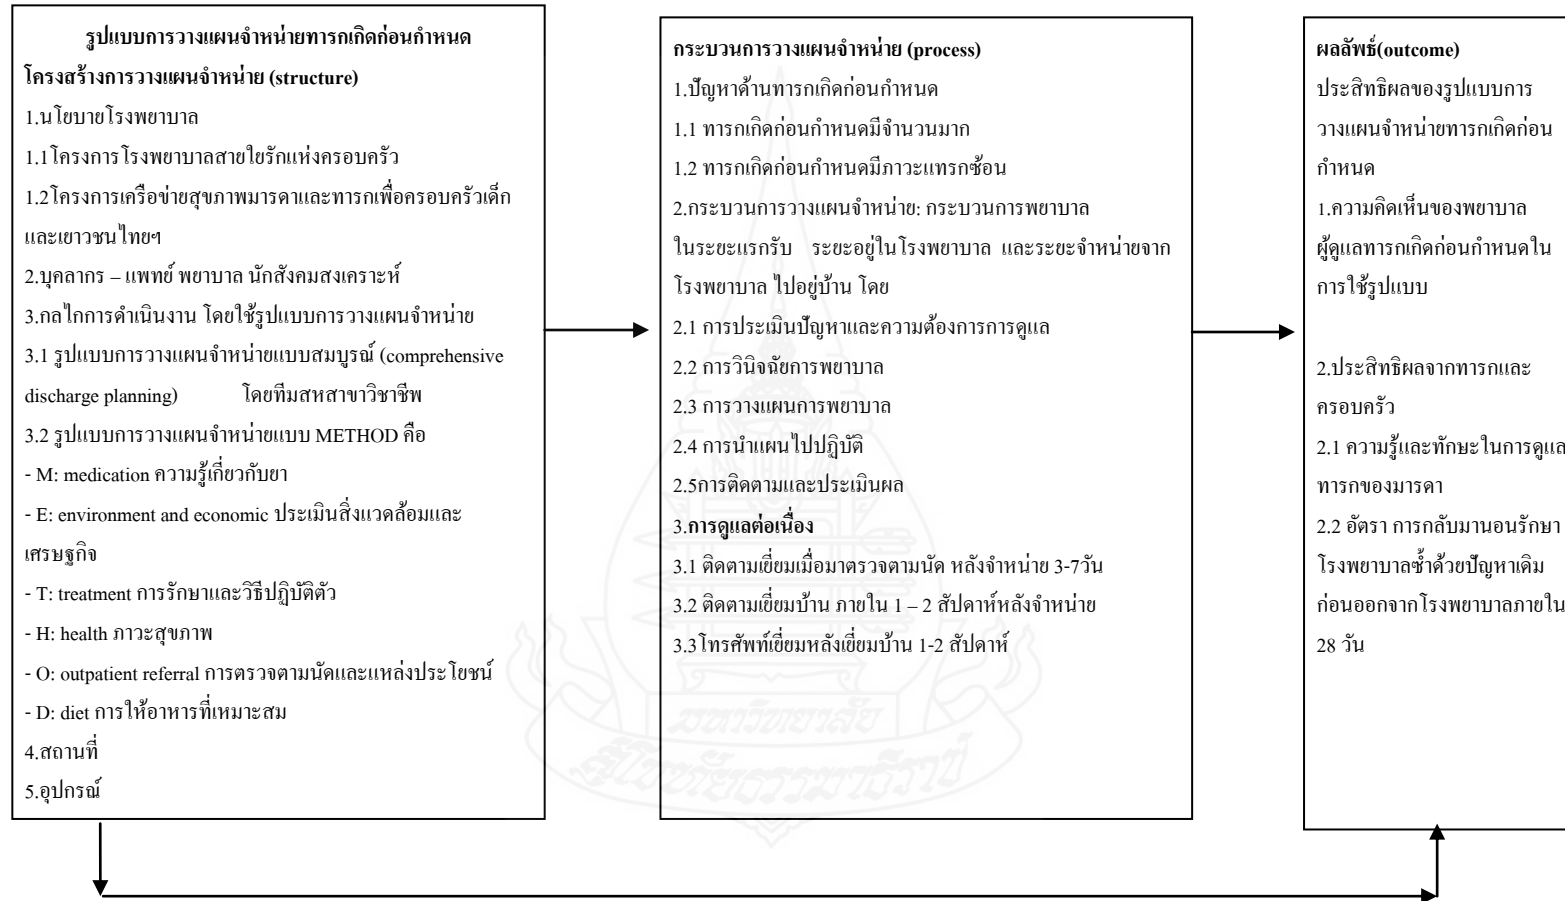 รูปแบบการวางแผนจำหน่ายทารกเกิดก่อนกำหนด
โครงสร้างการวางแผนจำหน่าย (structure)
1.นโยบายโรงพยาบาล
1.1โครงการโรงพยาบาลสายใยรักแห่งครอบครัว
1.2โครงการเครือข่ายสุขภาพมารดาและทารกเพื่อครอบครัวเด็ก
และเยาวชนไทยฯ
2.บุคลากร – แพทย์ พยาบาล นักสังคมสงเคราะห์
3.กลไกการดำเนินงาน โดยใช้รูปแบบการวางแผนจำหน่าย
3.1 รูปแบบการวางแผนจำหน่ายแบบสมบูรณ์ (comprehensive
discharge planning) โดยทีมสหสาขาวิชาชีพ
3.2 รูปแบบการวางแผนจำหน่ายแบบ METHOD คือ
- M: medication ความรู้เกี่ยวกับยา
- E: environment and economic ประเมินสิ่งแวดล้อมและ
เศรษฐกิจ
- T: treatment การรักษาและวิธีปฏิบัติตัว
- H: health ภาวะสุขภาพ
- O: outpatient referral การตรวจตามนัดและแหล่งประโยชน์
- D: diet การให้อาหารที่เหมาะสม
4.สถานที่
5.อุปกรณ์
กระบวนการวางแผนจำหน่าย (process)
1.ปัญหาด้านทารกเกิดก่อนกำหนด
1.1 ทารกเกิดก่อนกำหนดมีจำนวนมาก
1.2 ทารกเกิดก่อนกำหนดมีภาวะแทรกซ้อน
2.กระบวนการวางแผนจำหน่าย: กระบวนการพยาบาล
ในระยะแรกรับ ระยะอยู่ในโรงพยาบาล และระยะจำหน่ายจาก
โรงพยาบาล ไปอยู่บ้าน โดย
2.1 การประเมินปัญหาและความต้องการการดูแล
2.2 การวินิจฉัยการพยาบาล
2.3 การวางแผนการพยาบาล
2.4 การนำแผนไปปฏิบัติ
2.5การติดตามและประเมินผล
3.การดูแลต่อเนื่อง
3.1 ติดตามเยี่ยมเมื่อมาตรวจตามนัด หลังจำหน่าย 3-7วัน
3.2 ติดตามเยี่ยมบ้าน ภายใน 1 – 2 สัปดาห์หลังจำหน่าย
3.3โทรศัพท์เยี่ยมหลังเยี่ยมบ้าน 1-2 สัปดาห์
มหาวิทยาลัย
สุโขทัยธรรมาธิราช
ผลลัพธ์(outcome)
ประสิทธิผลของรูปแบบการ
วางแผนจำหน่ายทารกเกิดก่อน
กำหนด
1.ความคิดเห็นของพยาบาล
ผู้ดูแลทารกเกิดก่อนกำหนดใน
การใช้รูปแบบ
2.ประสิทธิผลจากทารกและ
ครอบครัว
2.1 ความรู้และทักษะในการดูแล
ทารกของมารดา
2.2 อัตรา การกลับมานอนรักษา
โรงพยาบาลซ้ำด้วยปัญหาเดิม
ก่อนออกจากโรงพยาบาลภายใน
28 วัน